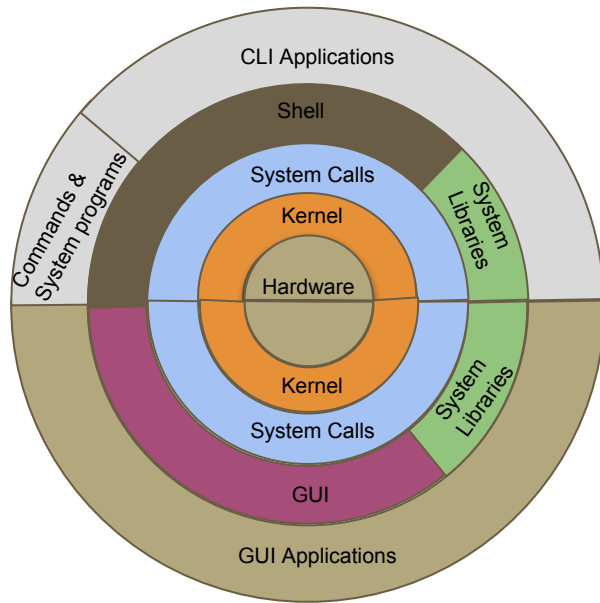 CLI Applications
Shell
Commands &
System programs
System Calls
System
Libraries
Kernel
Hardware
Kernel
System
Libraries
System Calls
GUI
GUI Applications